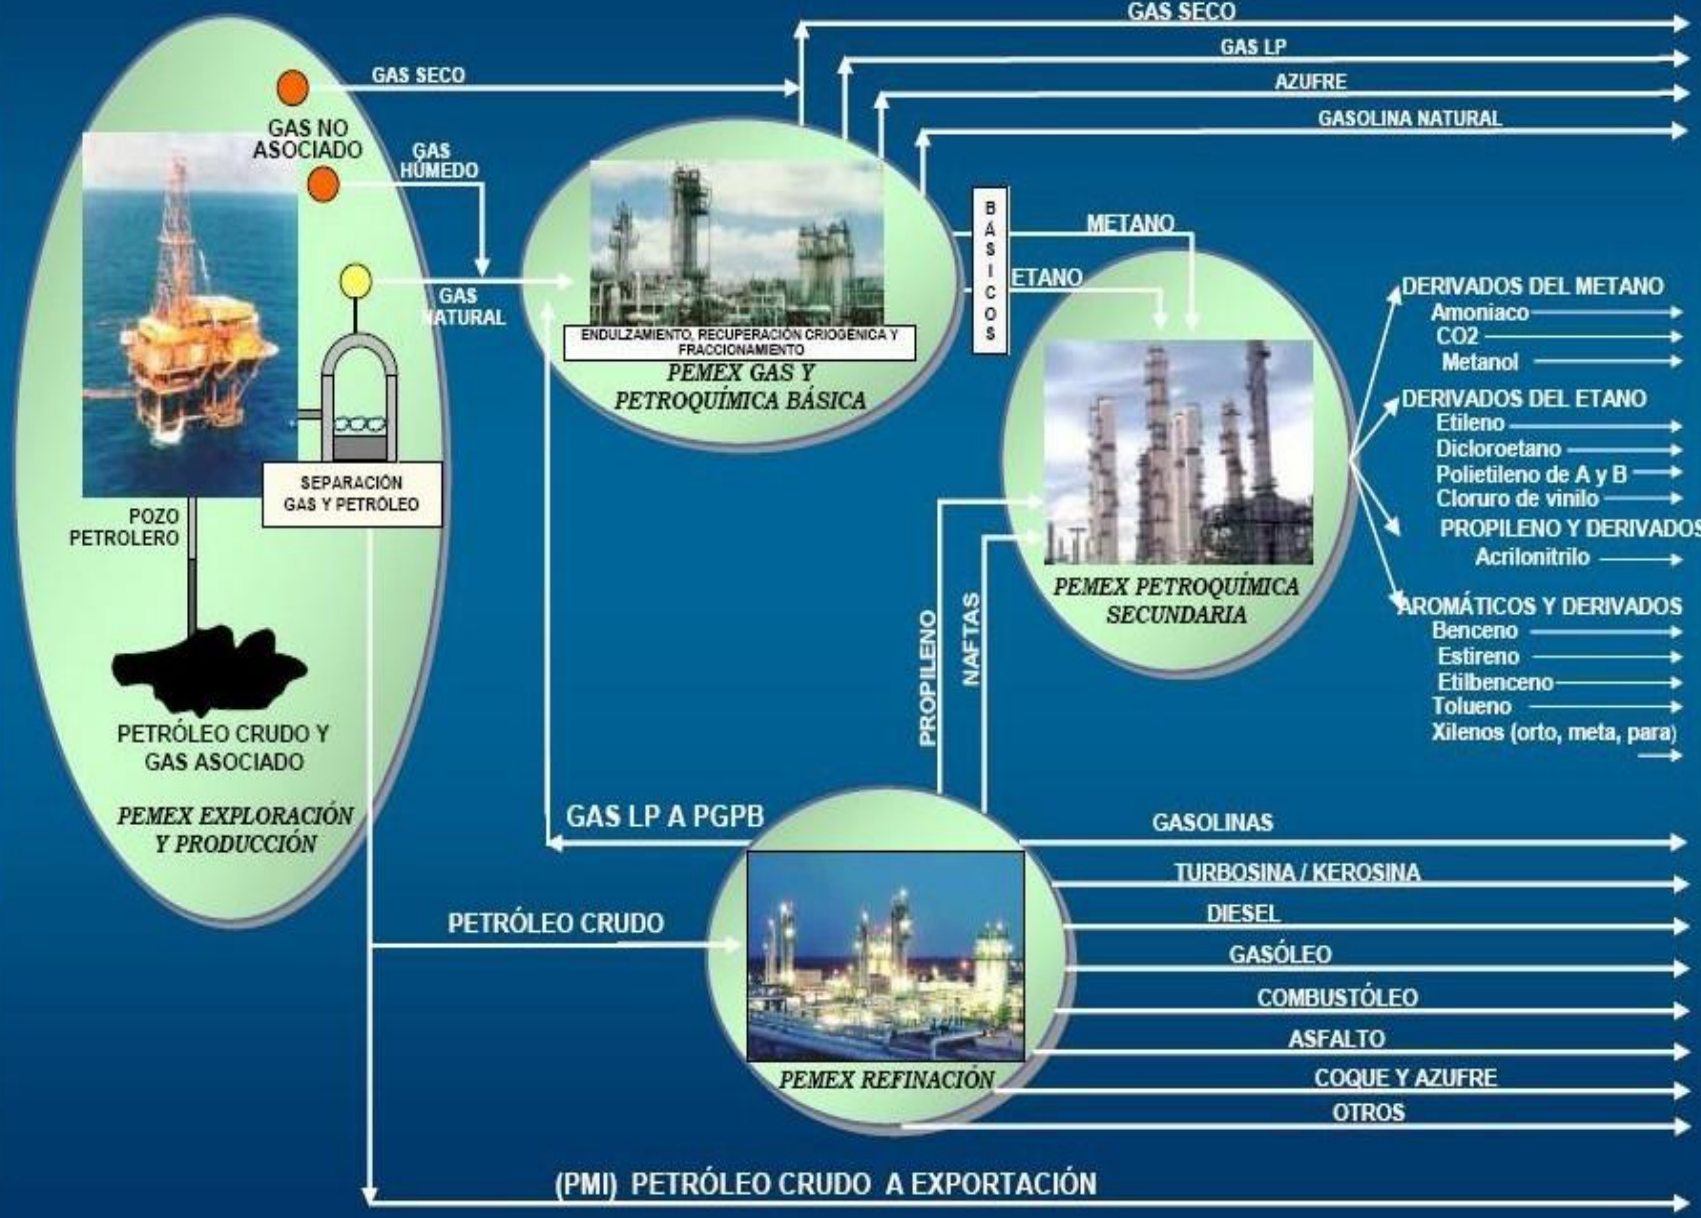 GAS SECO
GAS LP
AZUFRE
GASOLINA NATURAL
GAS SECO
GAS NO
ASOCIADO
GAS
HÚMEDO
GAS
NATURAL
SEPARACIÓN
GAS Y PETRÓLEO
POZO
PETROLERO
PETRÓLEO CRUDO Y
GAS ASOCIADO
PEMEX EXPLORACIÓN
Y PRODUCCIÓN
ENDULZAMIENTO, RECUPERACIÓN CRIOGÉNICA Y
FRACCIONAMIENTO
PEMEX GAS Y
PETROQUÍMICA BÁSICA
BÁSICOS
METANO
ETANO
PEMEX PETROQUÍMICA
SECUNDARIA
DERIVADOS DEL METANO
Amoniaco
CO2
Metanol
DERIVADOS DEL ETANO
Etileno
Dicloroetano
Polietileno de A y B
Cloruro de vinilo
PROPILENO Y DERIVADOS
Acrilonitrilo
AROMÁTICOS Y DERIVADOS
Benceno
Estireno
Etilbenceno
Tolueno
Xilenos (orto, meta, para)
PROPILENO
NAFTAS
GAS LP A PGPB
PETRÓLEO CRUDO
PEMEX REFINACIÓN
GASOLINAS
TURBOSINA / KEROSINA
DIESEL
GASÓLEO
COMBUSTÓLEO
ASFALTO
COQUE Y AZUFRE
OTROS
(PMI) PETRÓLEO CRUDO A EXPORTACIÓN